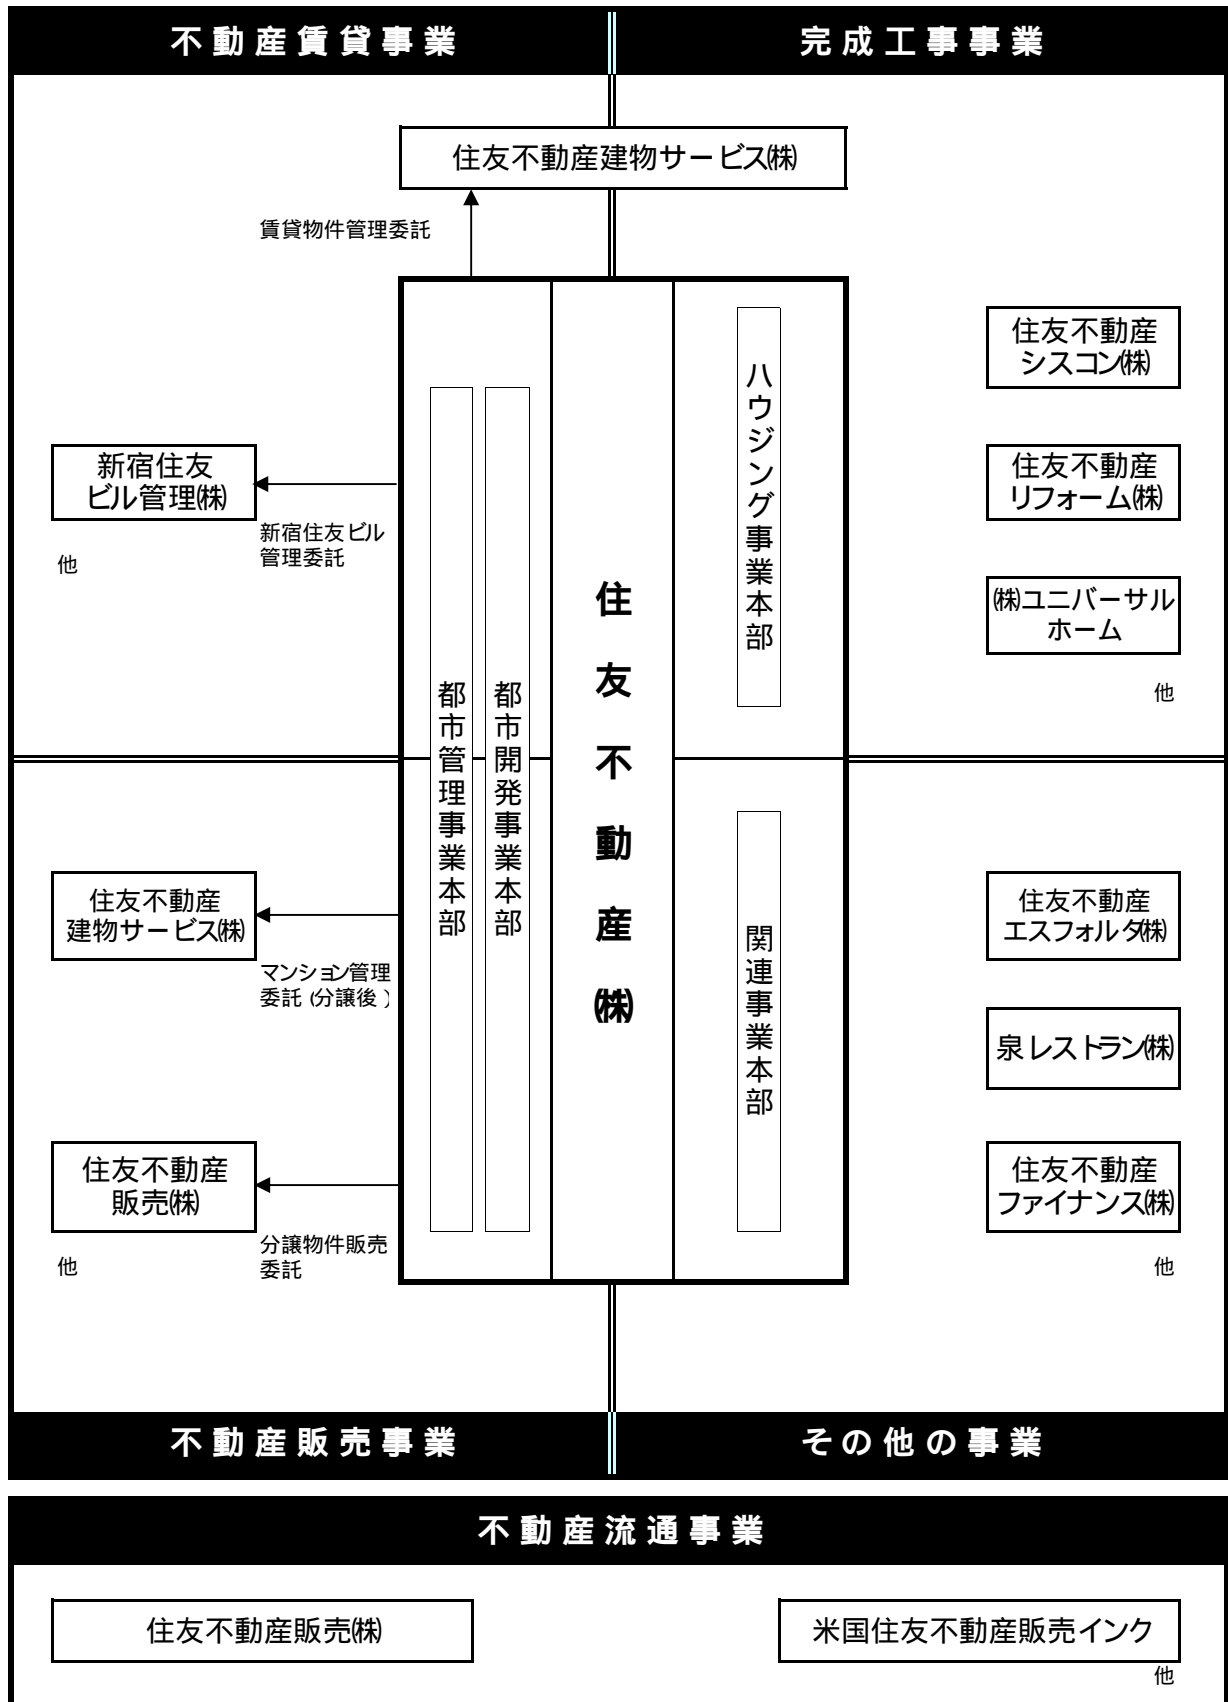 不動産賃貸事業
完成工事事業
住友不動産建物サービス㈱
賃貸物件管理委託
新宿住友
ビル管理㈱
新宿住友ビル
管理委託
他
都市管理事業本部
都市開発事業本部
住友不動産㈱
ハウジング事業本部
関連事業本部
住友不動産
シスコン㈱
住友不動産
リフォーム㈱
㈱ユニバーサル
ホーム
他
住友不動産
建物サービス㈱
マンション管理
委託(分譲後)
住友不動産
販売㈱
分譲物件販売
委託
他
住友不動産
エスフォルタ㈱
泉レストラン㈱
住友不動産
ファイナンス㈱
他
不動産販売事業
その他の事業
不動産流通事業
住友不動産販売㈱
米国住友不動産販売インク
他